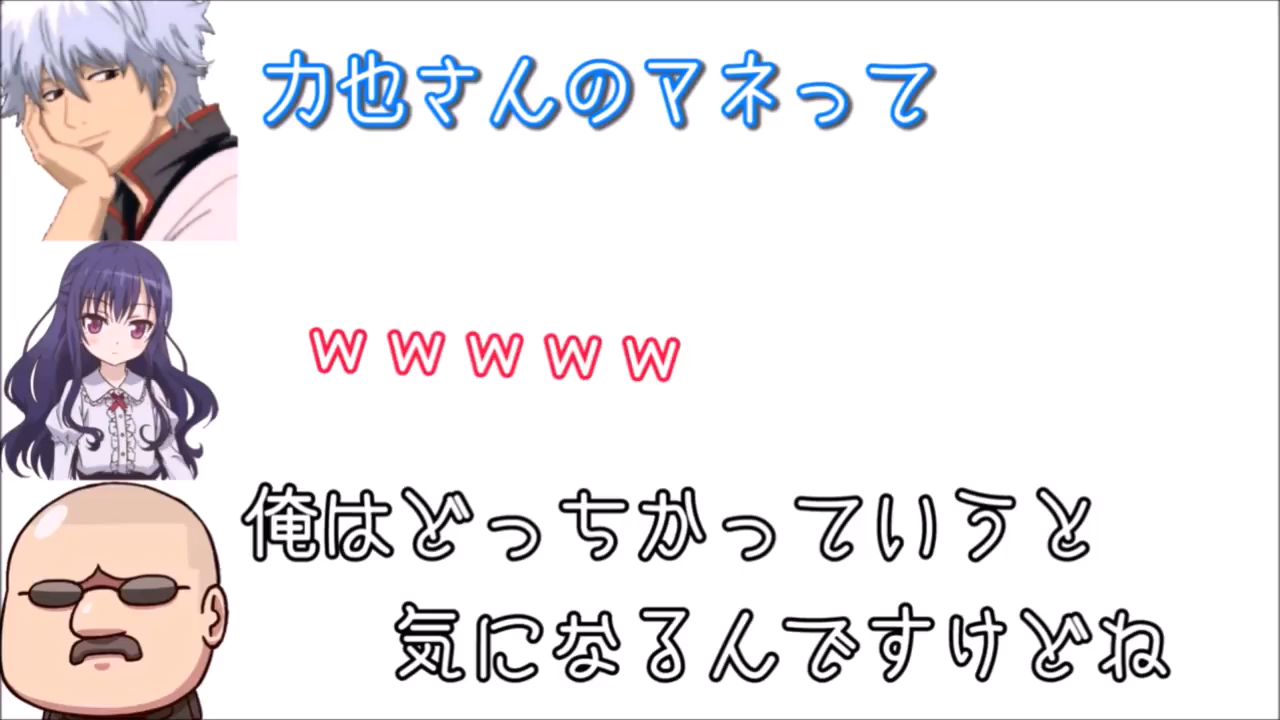 力也さんのマネって
ｗｗｗｗｗ
俺はどっちかっていうと
気になるんですけどね